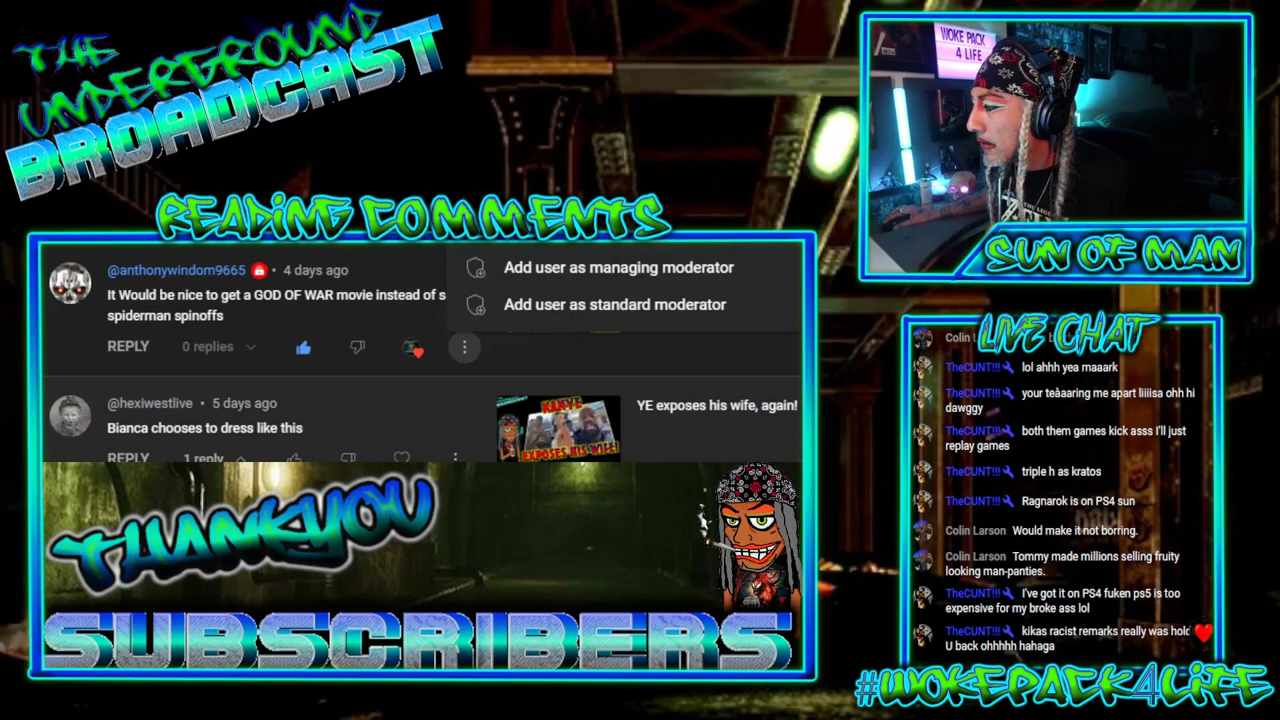 THE
UNDERGROUND
BROADCAST
READING COMMENTS
@anthonywindom9665 • 4 days ago
It Would be nice to get a GOD OF WAR movie instead of s
spiderman spinoffs
REPLY 0 replies
Add user as managing moderator
Add user as standard moderator
@hexiwestlive • 5 days ago
Bianca chooses to dress like this
REPLY 1 reply
KANYE
EXPOSES HIS WIFE!
YE exposes his wife, again!
THANKYOU
SUBSCRIBERS
WOKE PACK
4 LIFE
SUN OF MAN
LIVE CHAT
Colin L
TheCUNT!!! lol ahhh yea maaark
TheCUNT!!! your teàaaring me apart liiiisa ohh hi
dawggy
TheCUNT!!! both them games kick asss I'll just
replay games
TheCUNT!!! triple h as kratos
TheCUNT!!! Ragnarok is on PS4 sun
Colin Larson Would make it not borring.
Colin Larson Tommy made millions selling fruity
looking man-panties.
TheCUNT!!! I've got it on PS4 fuken ps5 is too
expensive for my broke ass lol
TheCUNT!!! kikas racist remarks really was hold
U back ohhhhh hahaga
#WOKEPACK4LIFE